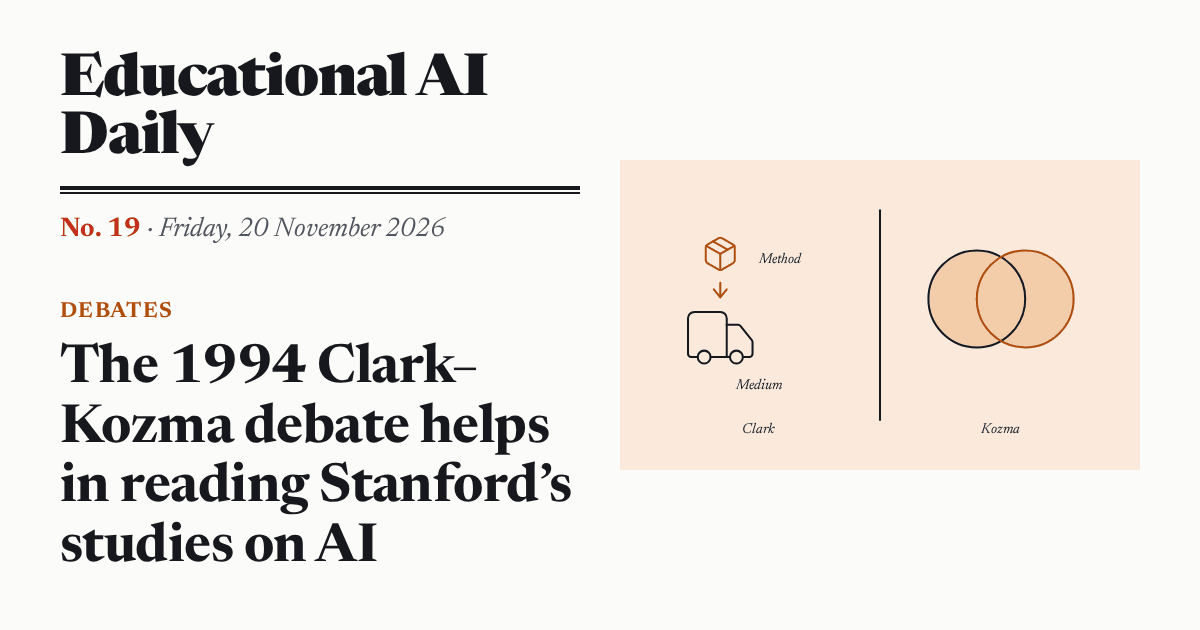 Educational AI
Daily
No. 19 · Friday, 20 November 2026
DEBATES
The 1994 Clark–
Kozma debate helps
in reading Stanford’s
studies on AI
Method
Medium
Clark
Kozma